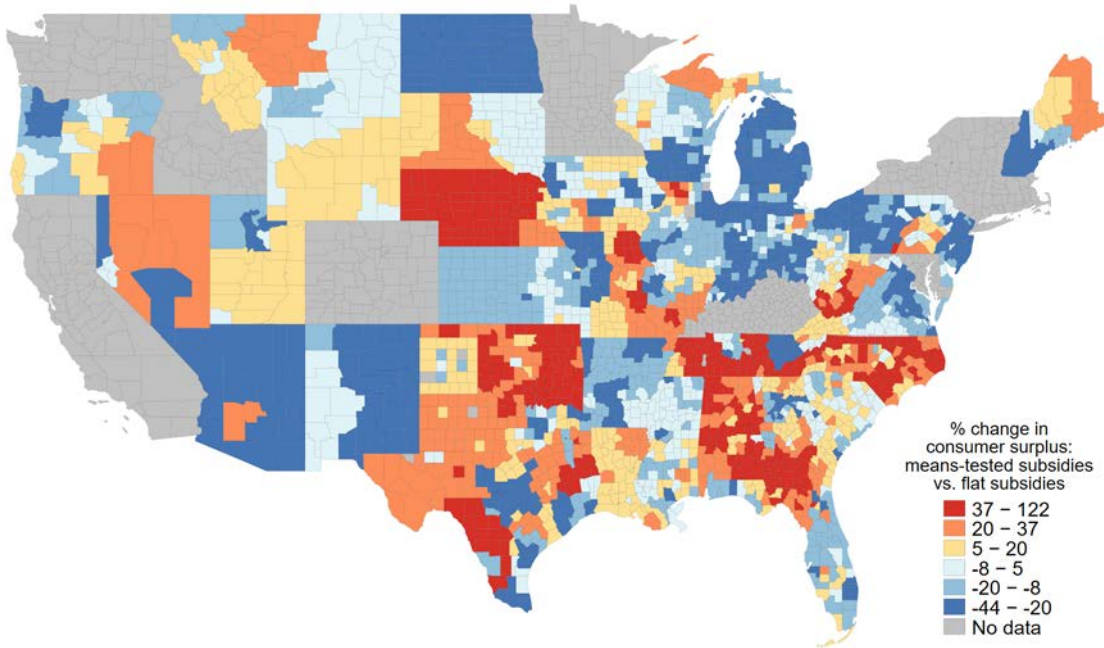 % change in
consumer surplus:
means-tested subsidies
vs. flat subsidies
37 − 122
20 − 37
5 − 20
-8 − 5
-20 − -8
-44 − -20
No data